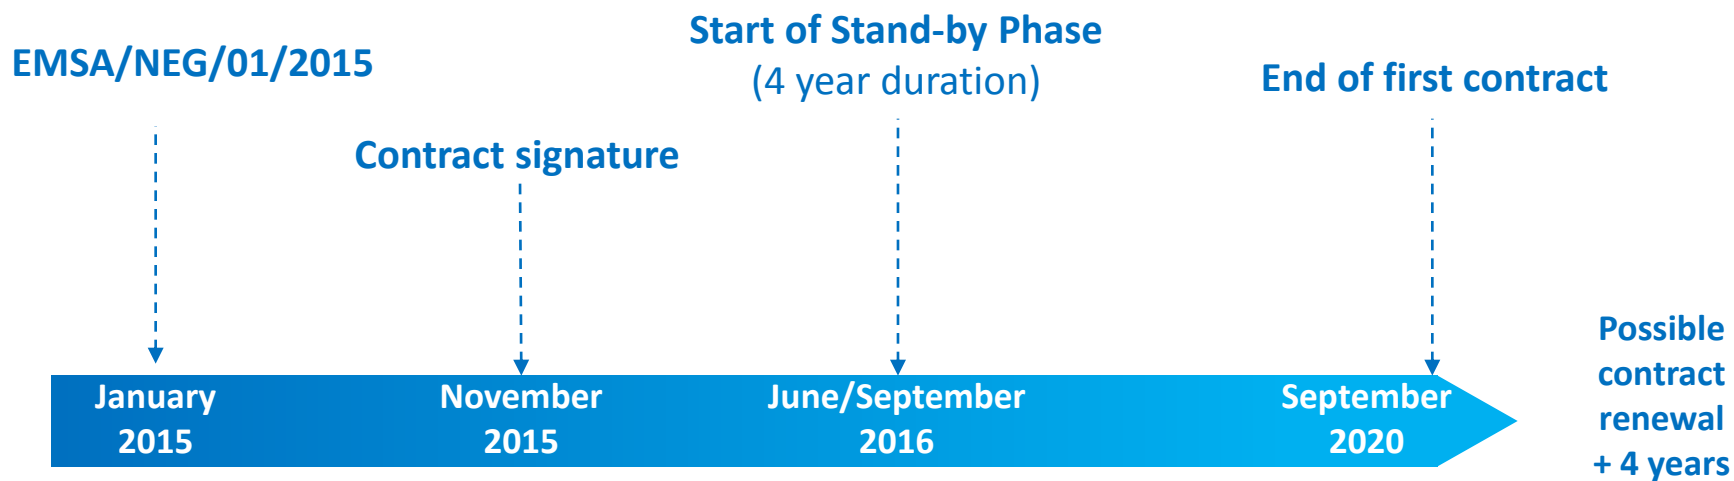 EMSA/NEG/01/2015
Contract signature
Start of Stand-by Phase
(4 year duration)
End of first contract
January
2015
November
2015
June/September
2016
September
2020
Possible
contract
renewal
+ 4 years